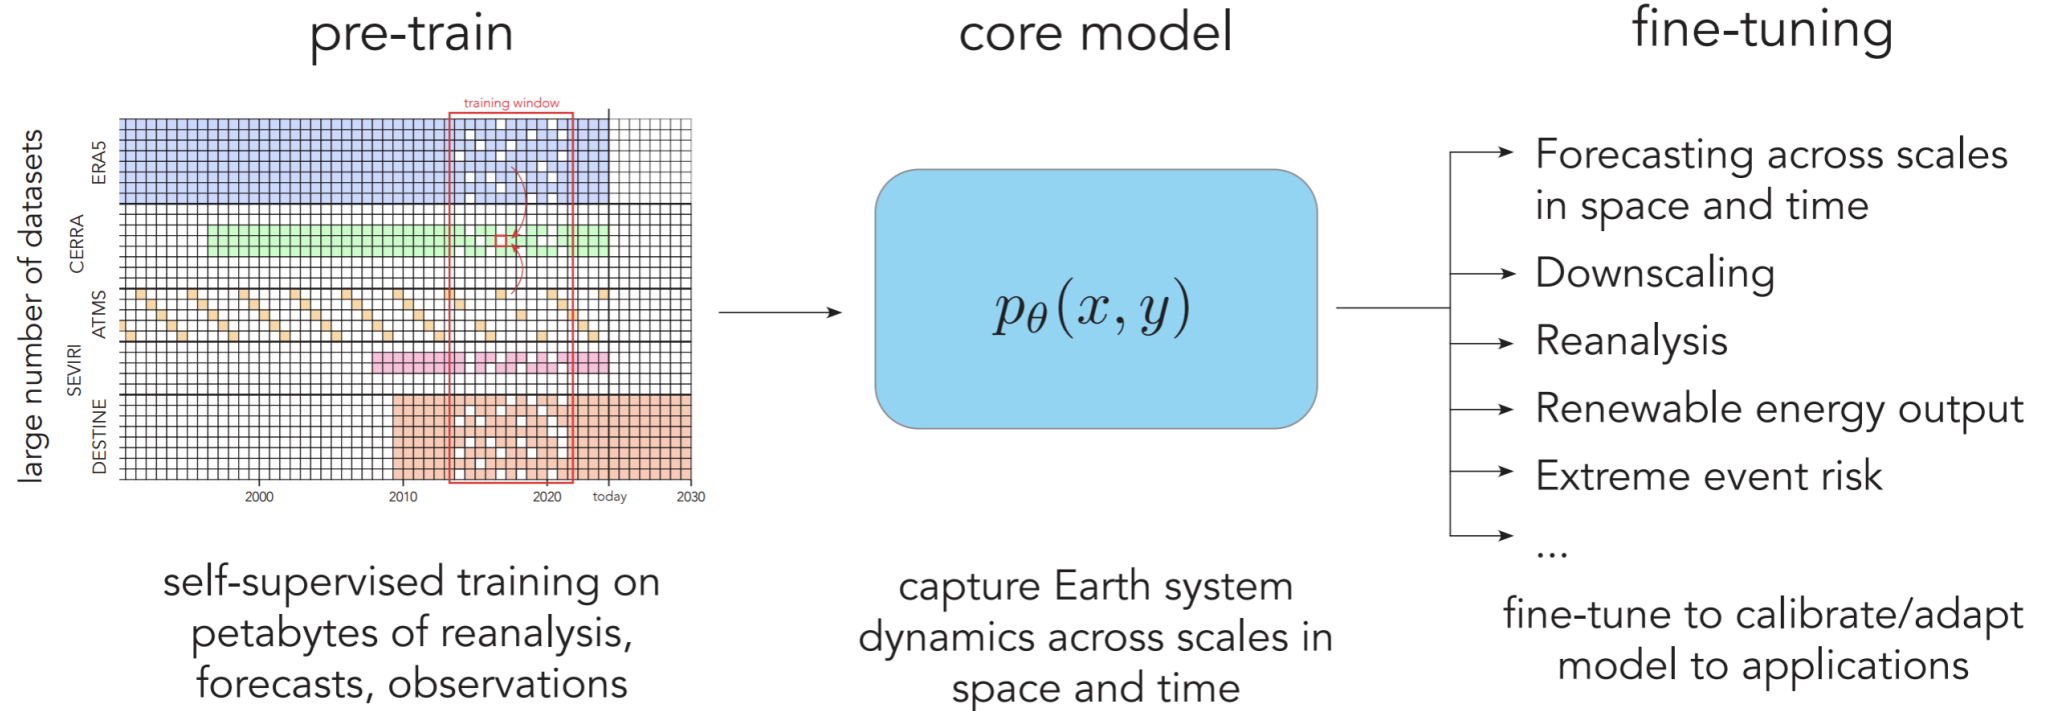 pre-train
core model
fine-tuning
training window
large number of datasets
ERA5
CERRA
ATMS
SEVIRI
DESTINE
2000
2010
2020
today
2030
p_θ(x, y)
Forecasting across scales
in space and time
Downscaling
Reanalysis
Renewable energy output
Extreme event risk
...
self-supervised training on
petabytes of reanalysis,
forecasts, observations
capture Earth system
dynamics across scales in
space and time
fine-tune to calibrate/adapt
model to applications